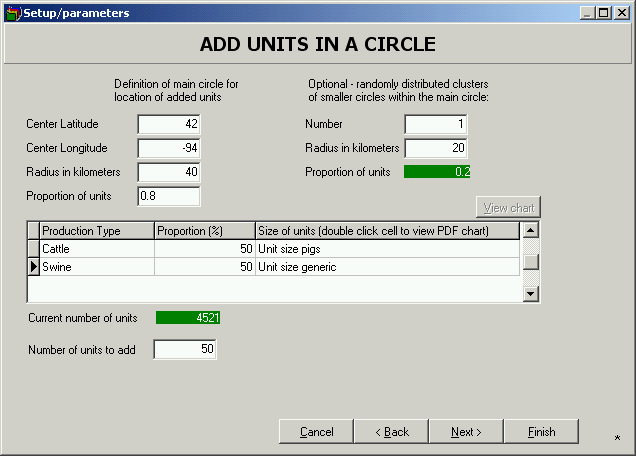 Setup/parameters
ADD UNITS IN A CIRCLE
Definition of main circle for
location of added units
Optional - randomly distributed clusters
of smaller circles within the main circle:
Center Latitude 42
Number 1
Center Longitude -94
Radius in kilometers 20
Radius in kilometers 40
Proportion of units 0.2
Proportion of units 0.8
View chart
Production Type Proportion (%) Size of units (double click cell to view PDF chart)
Cattle 50 Unit size pigs
Swine 50 Unit size generic
Current number of units 4521
Number of units to add 50
Cancel < Back Next > Finish
*